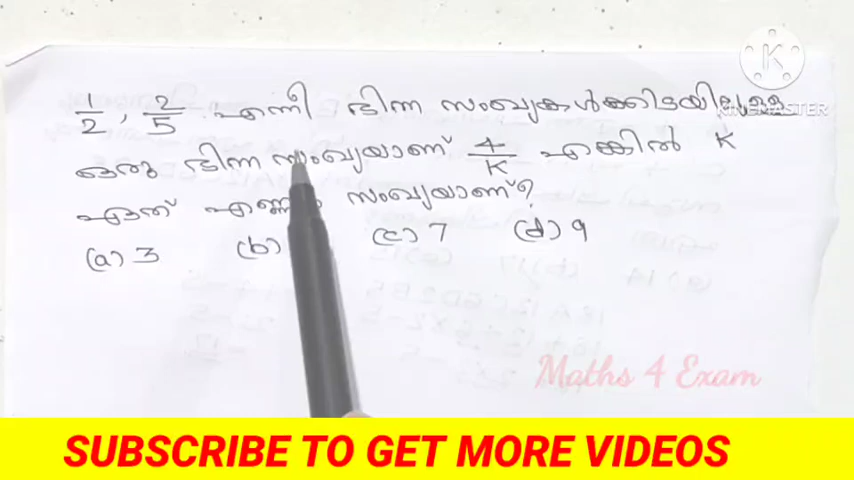 1/2, 2/5 എന്നീ ഭിന്ന സംഖ്യകൾക്കിടയിലുള്ള
ഒരു ഭിന്ന സംഖ്യയാണ് 4/K എങ്കിൽ K
ഏത് എണ്ണൽ സംഖ്യയാണ്?
(a) 3 (b) (c) 7 (d) 9
KINEMASTER
Maths 4 Exam
SUBSCRIBE TO GET MORE VIDEOS